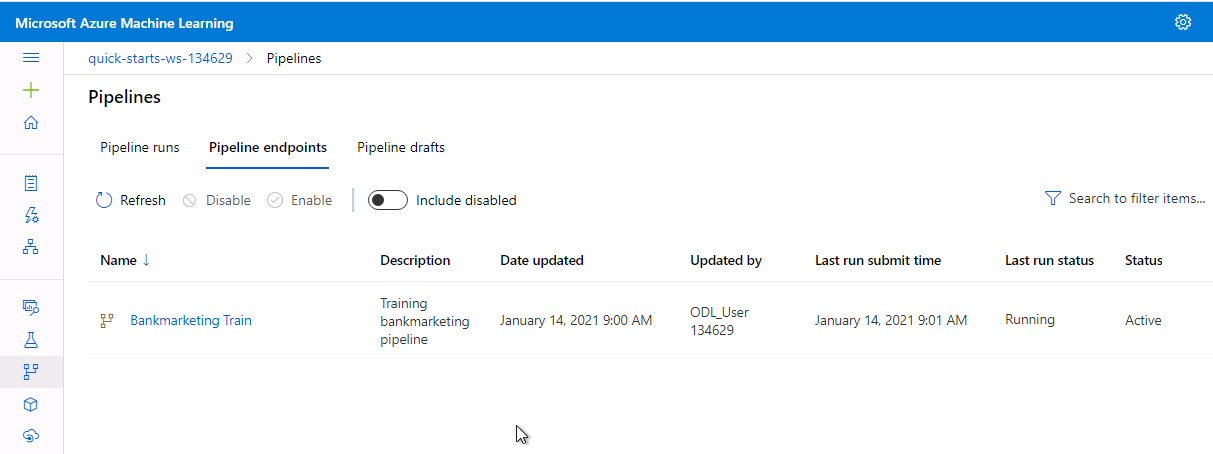 Microsoft Azure Machine Learning
quick-starts-ws-134629 > Pipelines
Pipelines
Pipeline runs Pipeline endpoints Pipeline drafts
Refresh Disable Enable Include disabled Search to filter items...
Name ↓ Description Date updated Updated by Last run submit time Last run status Status
Bankmarketing Train Training bankmarketing pipeline January 14, 2021 9:00 AM ODL_User 134629 January 14, 2021 9:01 AM Running Active